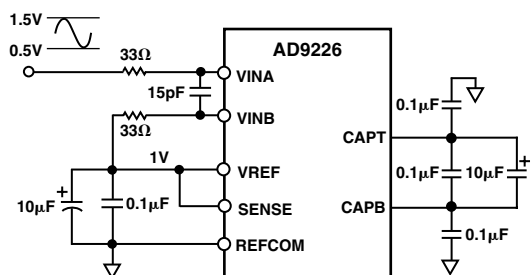 1.5V
0.5V
33Ω
AD9226
VINA
15pF
VINB
33Ω
0.1µF
CAPT
1V
VREF
0.1µF
10µF
+
+
10µF
0.1µF
SENSE
CAPB
REFCOM
0.1µF